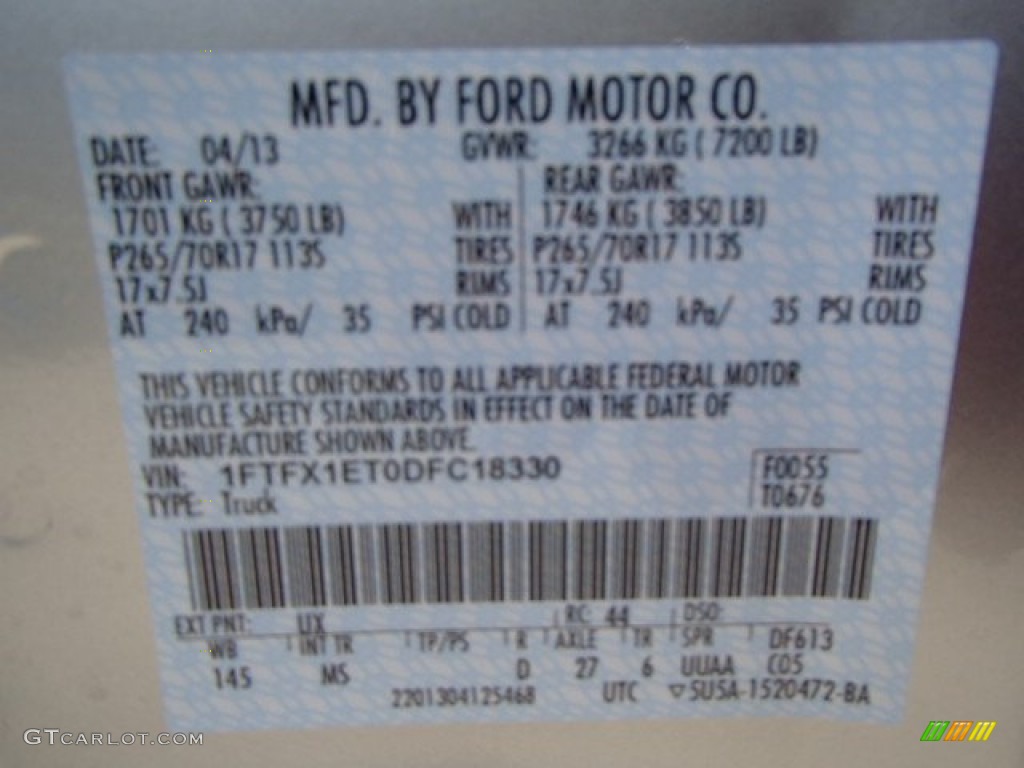 MFD. BY FORD MOTOR CO.
DATE: 04/13 GVWR: 3266 KG ( 7200 LB)
FRONT GAWR: REAR GAWR:
1701 KG ( 3750 LB) WITH 1746 KG ( 3850 LB) WITH
P265/70R17 113S TIRES P265/70R17 113S TIRES
17x7.5J RIMS 17x7.5J RIMS
AT 240 kPa/ 35 PSI COLD AT 240 kPa/ 35 PSI COLD
THIS VEHICLE CONFORMS TO ALL APPLICABLE FEDERAL MOTOR
VEHICLE SAFETY STANDARDS IN EFFECT ON THE DATE OF
MANUFACTURE SHOWN ABOVE.
VIN: 1FTFX1ET0DFC18330 F0055
TYPE: Truck T0676
EXT PNT: UX RC: 44 DSO:
WB INT TR TP/PS R AXLE TR SPR DF613
145 MS D 27 6 UUAA C05
2201304125468 UTC ▽SU5A-1520472-BA
GTCARLOT.COM